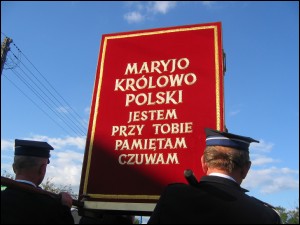 MARYJO
KRÓLOWO
POLSKI
JESTEM
PRZY TOBIE
PAMIĘTAM
CZUWAM